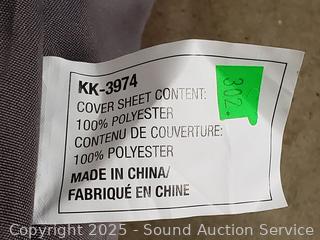 KK-3974
COVER SHEET CONTENT:
100% POLYESTER
CONTENU DE COUVERTURE:
100% POLYESTER
MADE IN CHINA/
FABRIQUÉ EN CHINE
302
Copyright © 2025 - Sound Auction Service